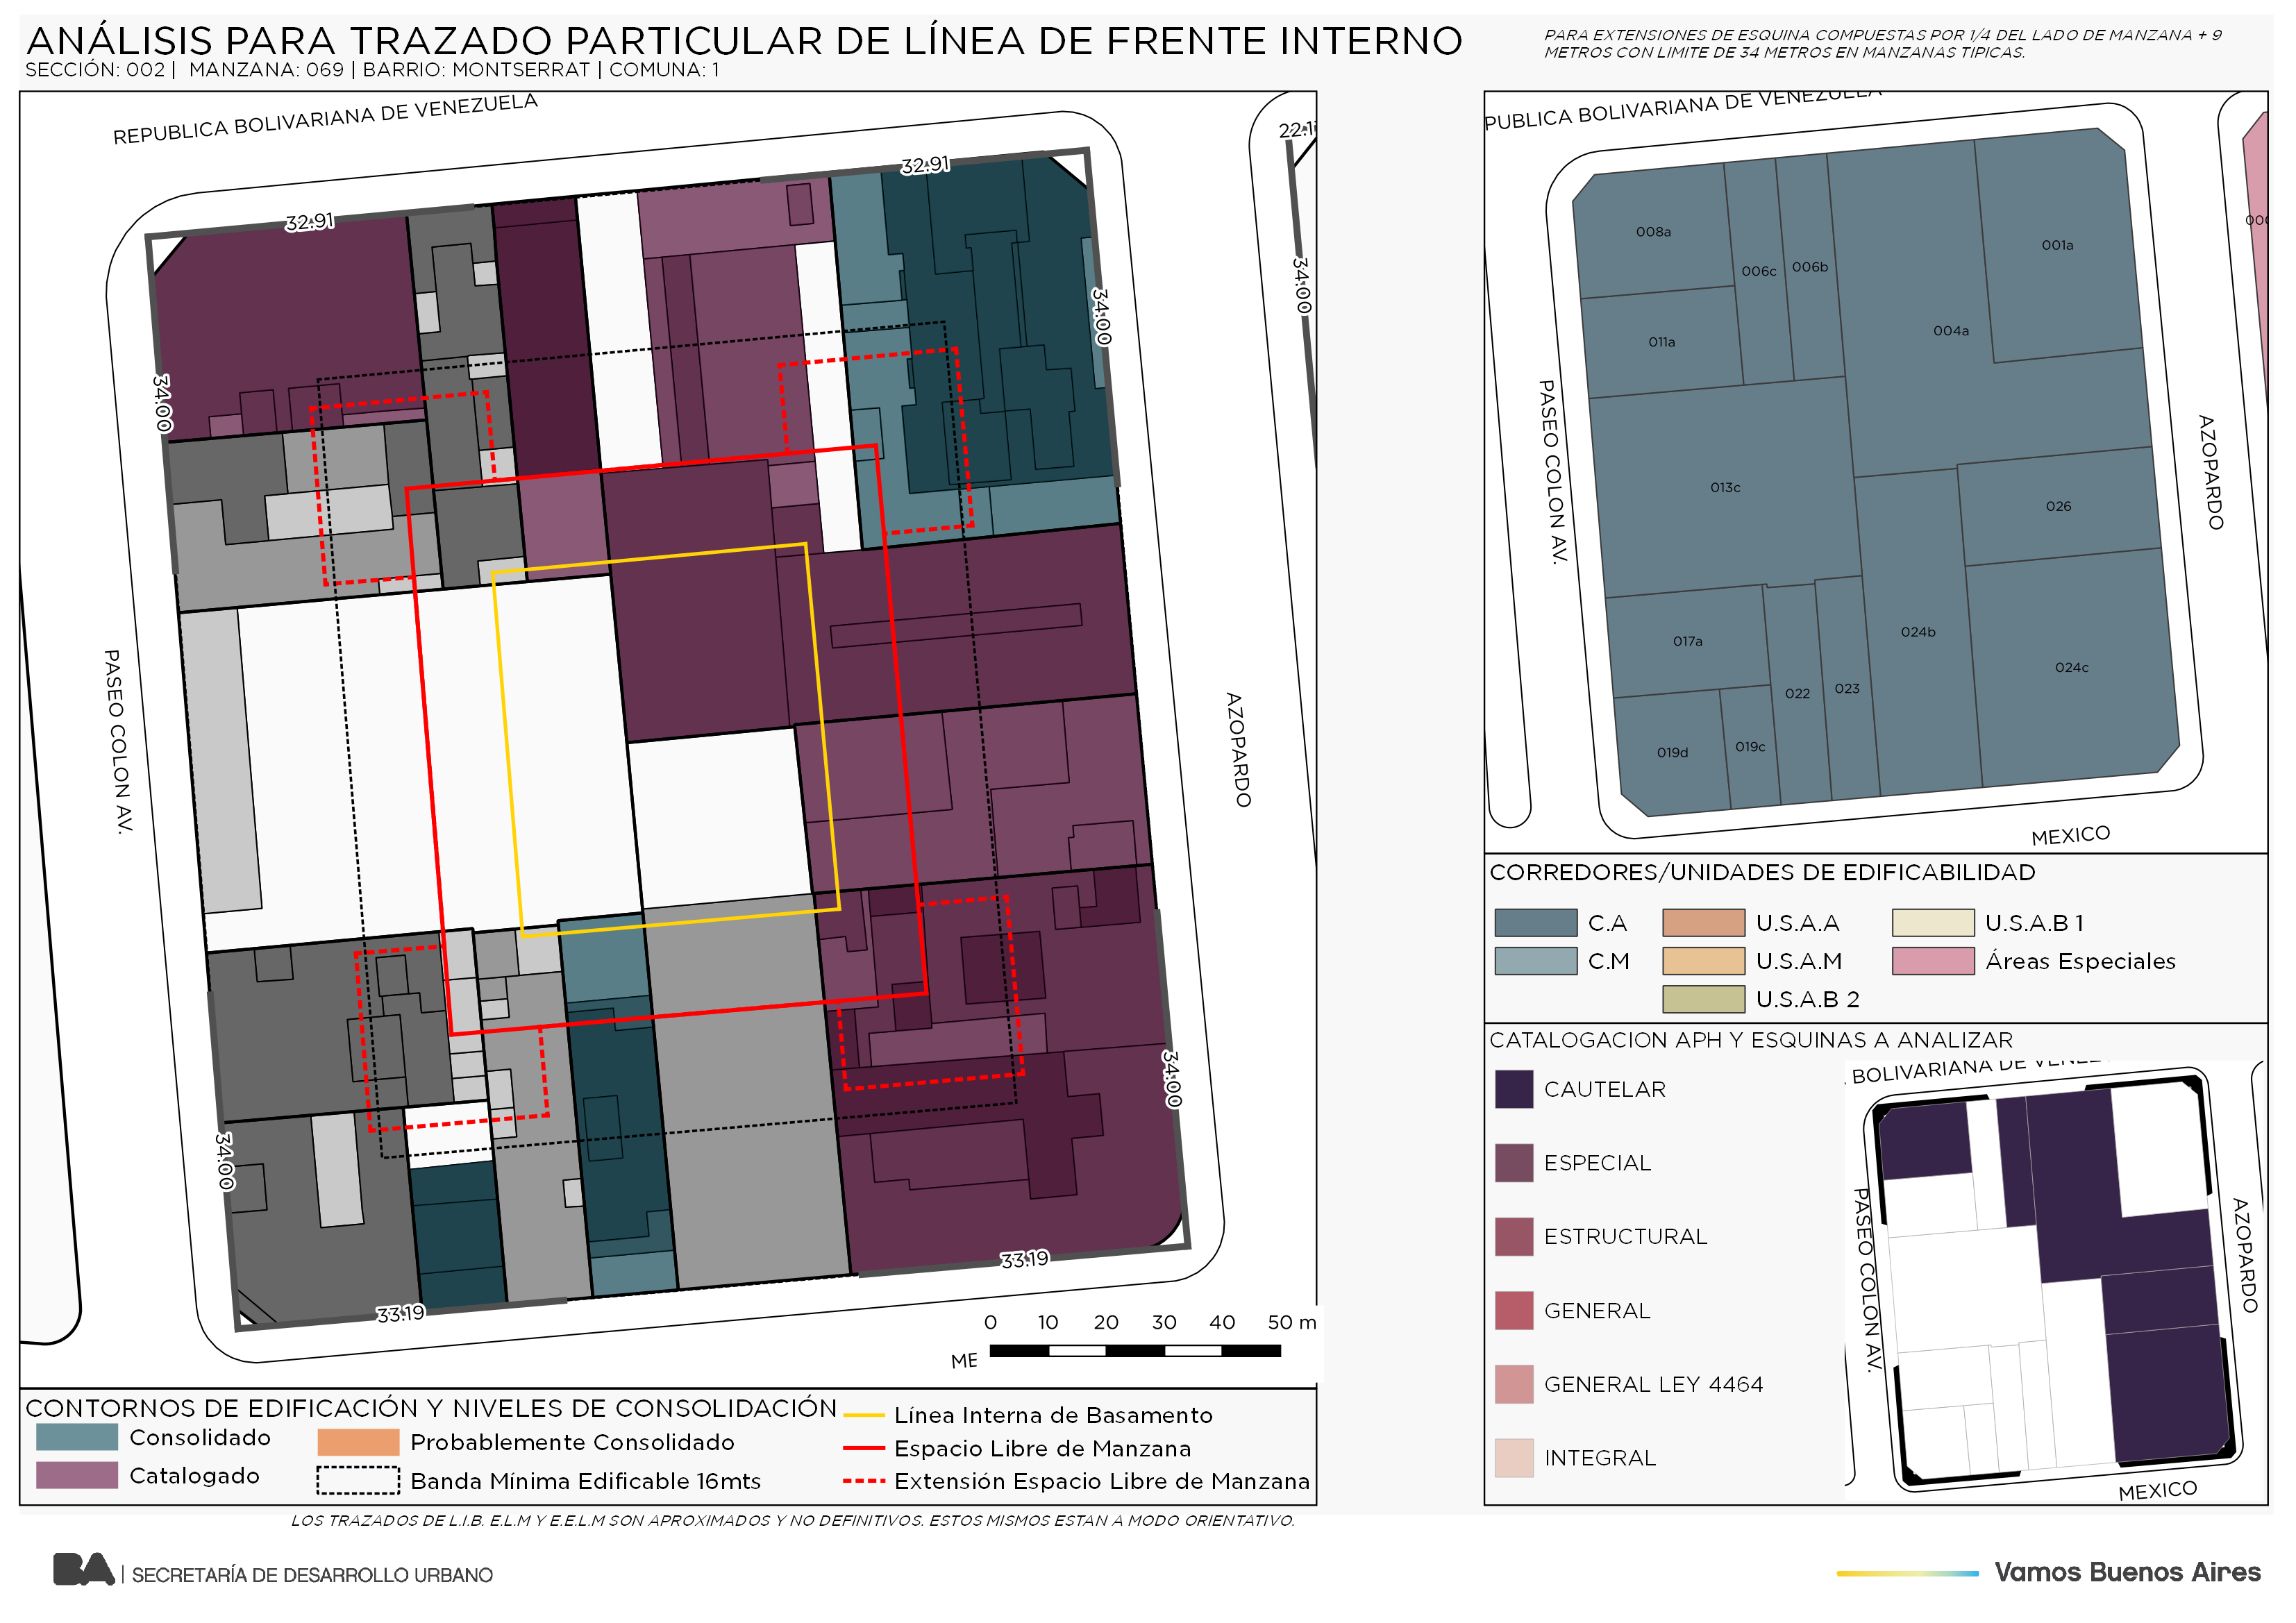 ANÁLISIS PARA TRAZADO PARTICULAR DE LÍNEA DE FRENTE INTERNO
SECCIÓN: 002 | MANZANA: 069 | BARRIO: MONTSERRAT | COMUNA: 1
PARA EXTENSIONES DE ESQUINA COMPUESTAS POR 1/4 DEL LADO DE MANZANA + 9
METROS CON LIMITE DE 34 METROS EN MANZANAS TIPICAS.
REPUBLICA BOLIVARIANA DE VENEZUELA
32.91
32.91
34.00
34.00
34.00
PASEO COLON AV.
AZOPARDO
34.00
34.00
33.19
33.19
0 10 20 30 40 50 m
ME
CONTORNOS DE EDIFICACIÓN Y NIVELES DE CONSOLIDACIÓN
Consolidado
Catalogado
Probablemente Consolidado
Banda Mínima Edificable 16mts
Línea Interna de Basamento
Espacio Libre de Manzana
Extensión Espacio Libre de Manzana
PUBLICA BOLIVARIANA DE VENEZUELA
008a
006c
006b
001a
011a
004a
013c
026
017a
024b
024c
022
023
019d
019c
PASEO COLON AV.
AZOPARDO
MEXICO
CORREDORES/UNIDADES DE EDIFICABILIDAD
C.A
C.M
U.S.A.A
U.S.A.M
U.S.A.B 2
U.S.A.B 1
Áreas Especiales
CATALOGACION APH Y ESQUINAS A ANALIZAR
CAUTELAR
ESPECIAL
ESTRUCTURAL
GENERAL
GENERAL LEY 4464
INTEGRAL
BOLIVARIANA DE
PASEO COLON AV.
AZOPARDO
MEXICO
LOS TRAZADOS DE L.I.B. E.L.M Y E.E.L.M SON APROXIMADOS Y NO DEFINITIVOS. ESTOS MISMOS ESTAN A MODO ORIENTATIVO.
BA | SECRETARÍA DE DESARROLLO URBANO
Vamos Buenos Aires